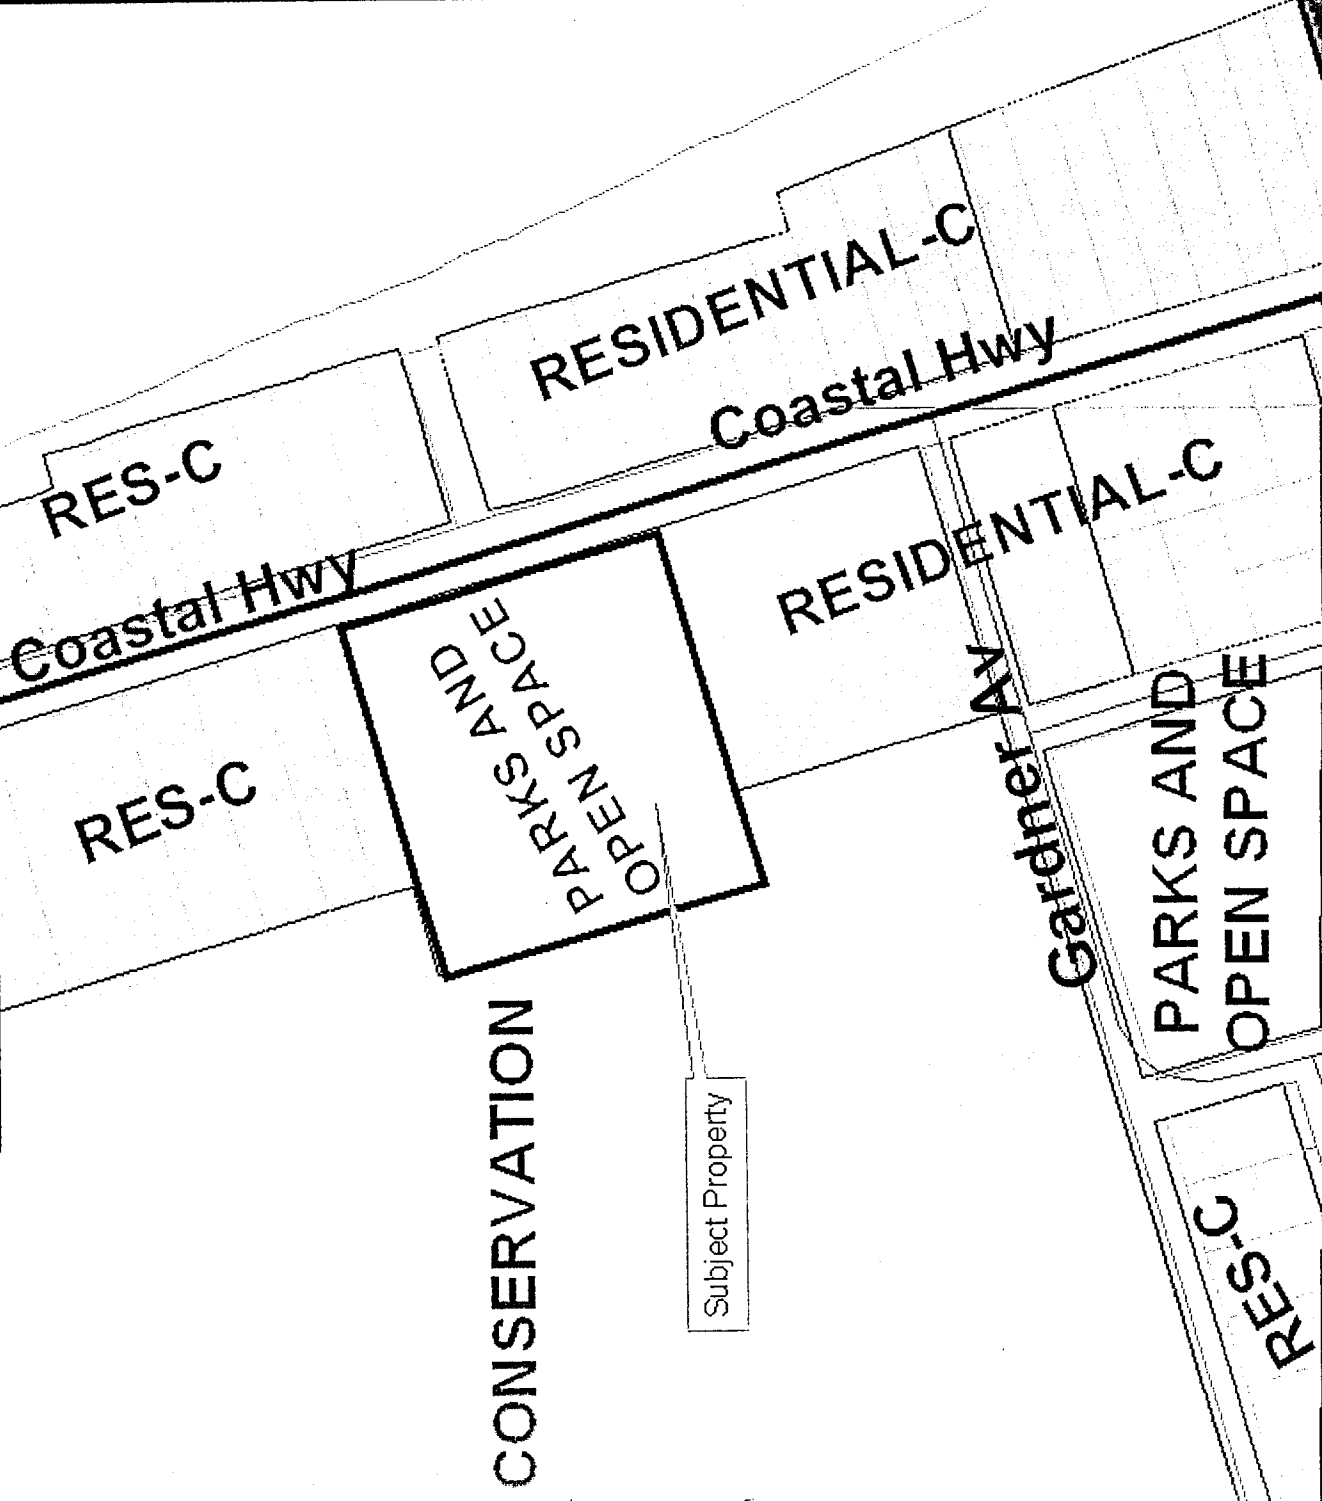 RESIDENTIAL-C
Coastal Hwy
RES-C
Coastal Hwy
RESIDENTIAL-C
PARKS AND
OPEN SPACE
RES-C
Gardner Av
PARKS AND
OPEN SPACE
CONSERVATION
Subject Property
RES-C